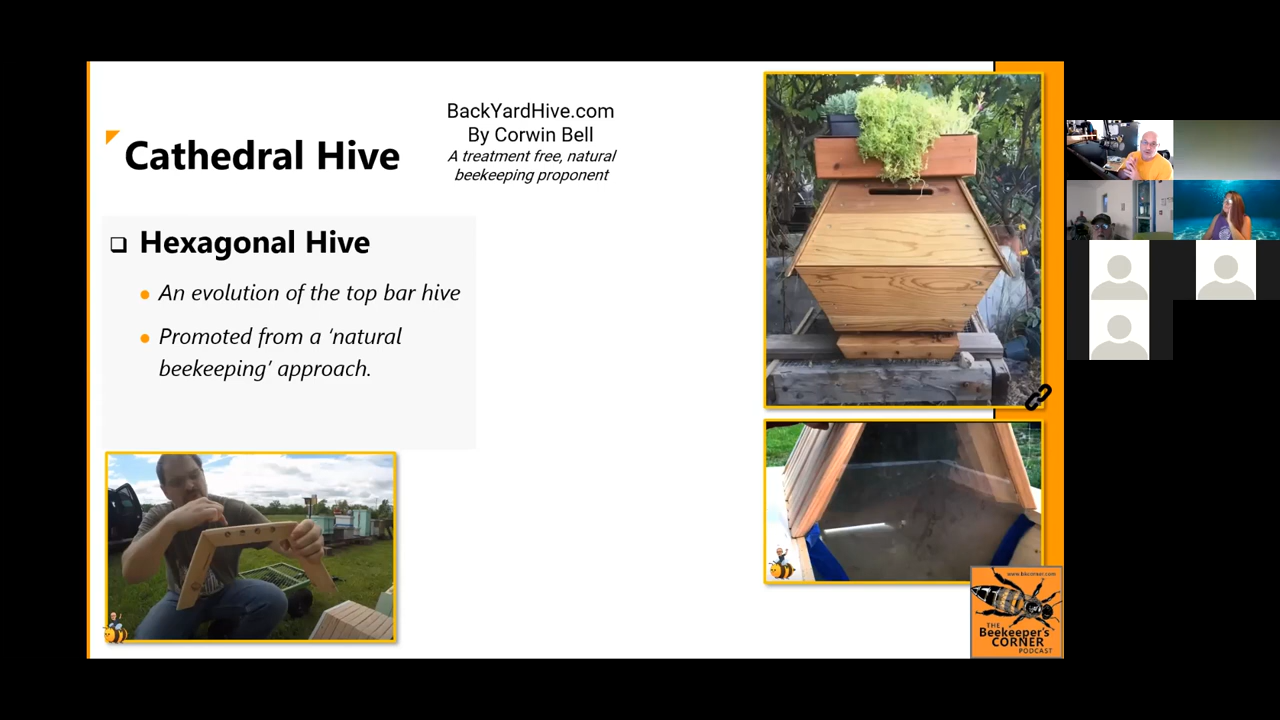 BackYardHive.com
By Corwin Bell
A treatment free, natural
beekeeping proponent
Cathedral Hive
Hexagonal Hive
An evolution of the top bar hive
Promoted from a ‘natural
beekeeping’ approach.
www.bkcorner.com
THE
Beekeeper's
CORNER
PODCAST